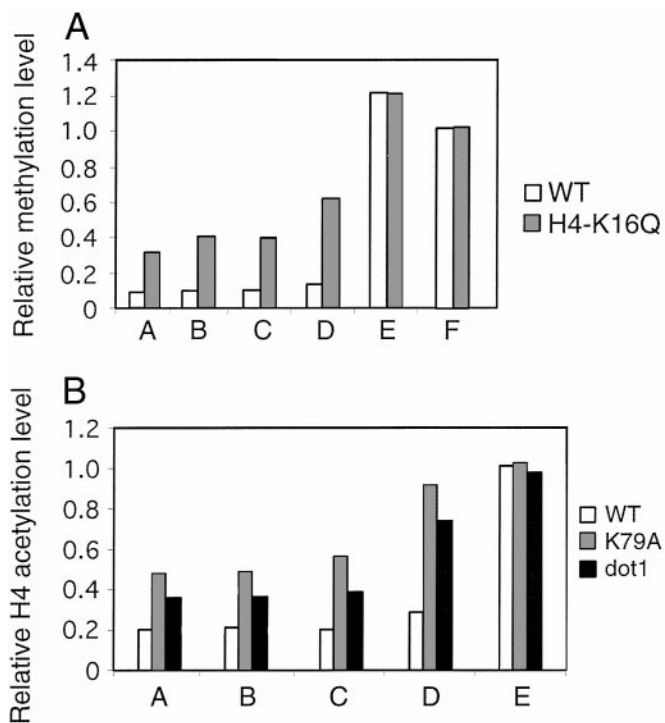 A
Relative methylation level
1.4
1.2
1.0
0.8
0.6
0.4
0.2
0
A B C D E F
WT
H4-K16Q
B
Relative H4 acetylation level
1.2
1.0
0.8
0.6
0.4
0.2
0
A B C D E
WT
K79A
dot1